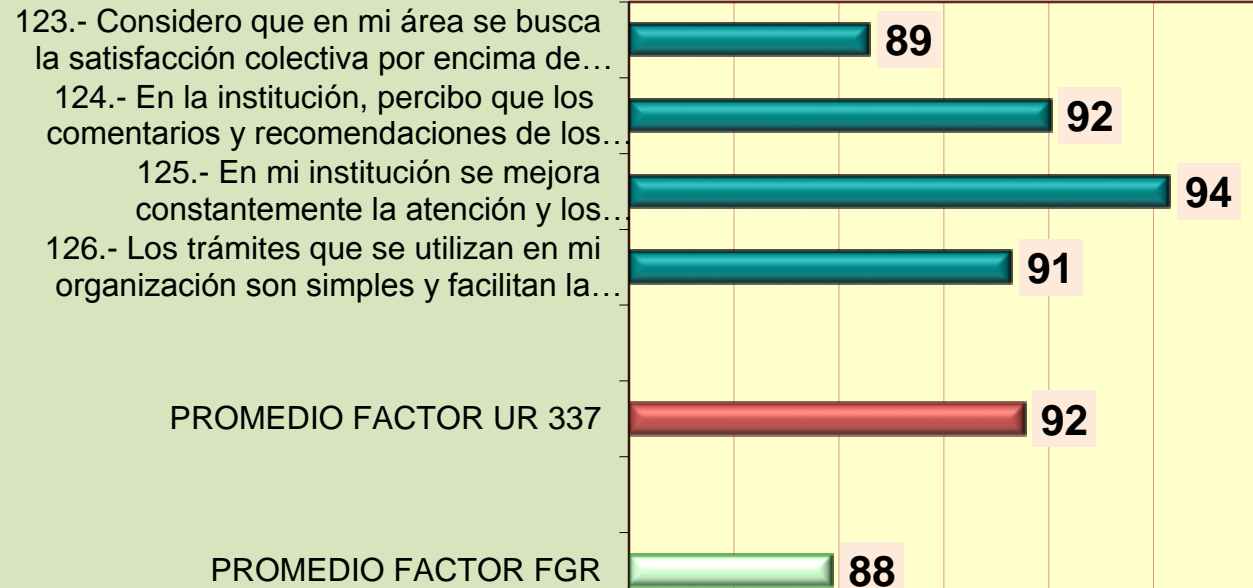 123.- Considero que en mi área se busca
la satisfacción colectiva por encima de…
89
124.- En la institución, percibo que los
comentarios y recomendaciones de los…
92
125.- En mi institución se mejora
constantemente la atención y los…
94
126.- Los trámites que se utilizan en mi
organización son simples y facilitan la…
91
PROMEDIO FACTOR UR 337
92
PROMEDIO FACTOR FGR
88